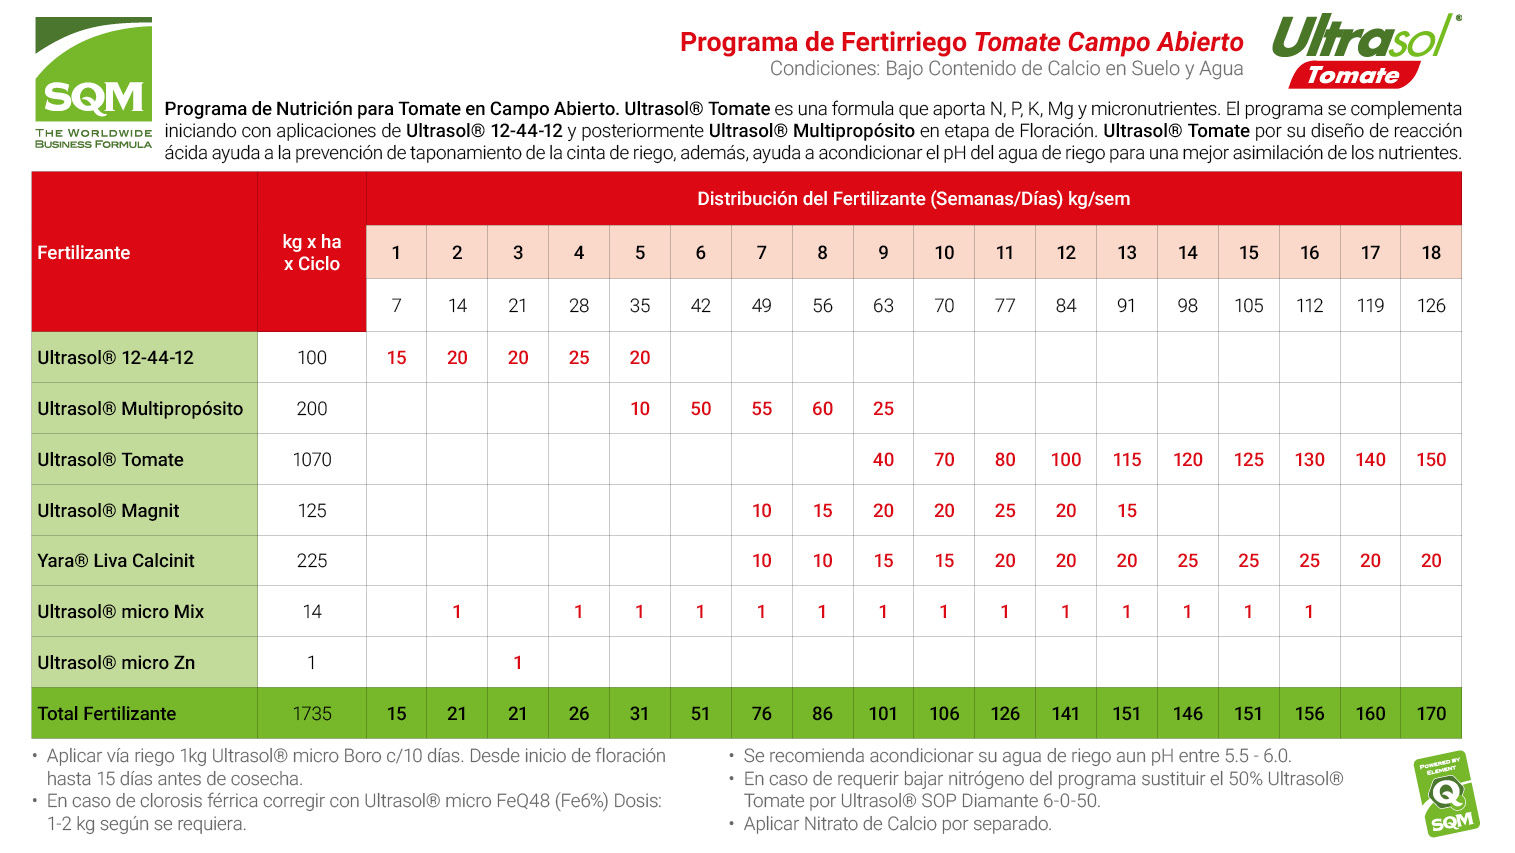 SQM
THE WORLDWIDE
BUSINESS FORMULA
Programa de Fertirriego Tomate Campo Abierto
Condiciones: Bajo Contenido de Calcio en Suelo y Agua
Ultrasol®
Tomate
Programa de Nutrición para Tomate en Campo Abierto. Ultrasol® Tomate es una formula que aporta N, P, K, Mg y micronutrientes. El programa se complementa
iniciando con aplicaciones de Ultrasol® 12-44-12 y posteriormente Ultrasol® Multipropósito en etapa de Floración. Ultrasol® Tomate por su diseño de reacción
ácida ayuda a la prevención de taponamiento de la cinta de riego, además, ayuda a acondicionar el pH del agua de riego para una mejor asimilación de los nutrientes.
Fertilizante
kg x ha
x Ciclo
Distribución del Fertilizante (Semanas/Días) kg/sem
1 2 3 4 5 6 7 8 9 10 11 12 13 14 15 16 17 18
7 14 21 28 35 42 49 56 63 70 77 84 91 98 105 112 119 126
Ultrasol® 12-44-12 100 15 20 20 25 20
Ultrasol® Multipropósito 200 10 50 55 60 25
Ultrasol® Tomate 1070 40 70 80 100 115 120 125 130 140 150
Ultrasol® Magnit 125 10 15 20 20 25 20 15
Yara® Liva Calcinit 225 10 10 15 15 20 20 20 25 25 25 20 20
Ultrasol® micro Mix 14 1 1 1 1 1 1 1 1 1 1 1 1 1 1
Ultrasol® micro Zn 1 1
Total Fertilizante 1735 15 21 21 26 31 51 76 86 101 106 126 141 151 146 151 156 160 170
• Aplicar vía riego 1kg Ultrasol® micro Boro c/10 días. Desde inicio de floración
hasta 15 días antes de cosecha.
• En caso de clorosis férrica corregir con Ultrasol® micro FeQ48 (Fe6%) Dosis:
1-2 kg según se requiera.
• Se recomienda acondicionar su agua de riego aun pH entre 5.5 - 6.0.
• En caso de requerir bajar nitrógeno del programa sustituir el 50% Ultrasol®
Tomate por Ultrasol® SOP Diamante 6-0-50.
• Aplicar Nitrato de Calcio por separado.
POWERED BY
ELEMENT
Q
SQM